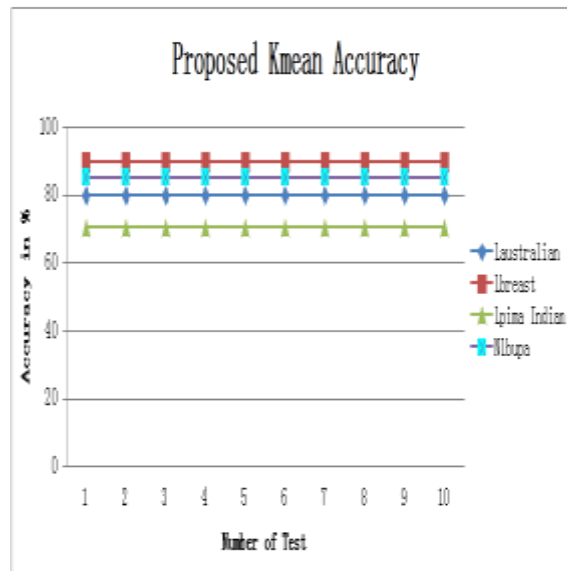 Proposed Kmean Accuracy
100
80
60
40
20
0
Accuracy in %
1 2 3 4 5 6 7 8 9 10
Number of Test
Laustralian
Lbreast
Lpima Indian
Nlbupa